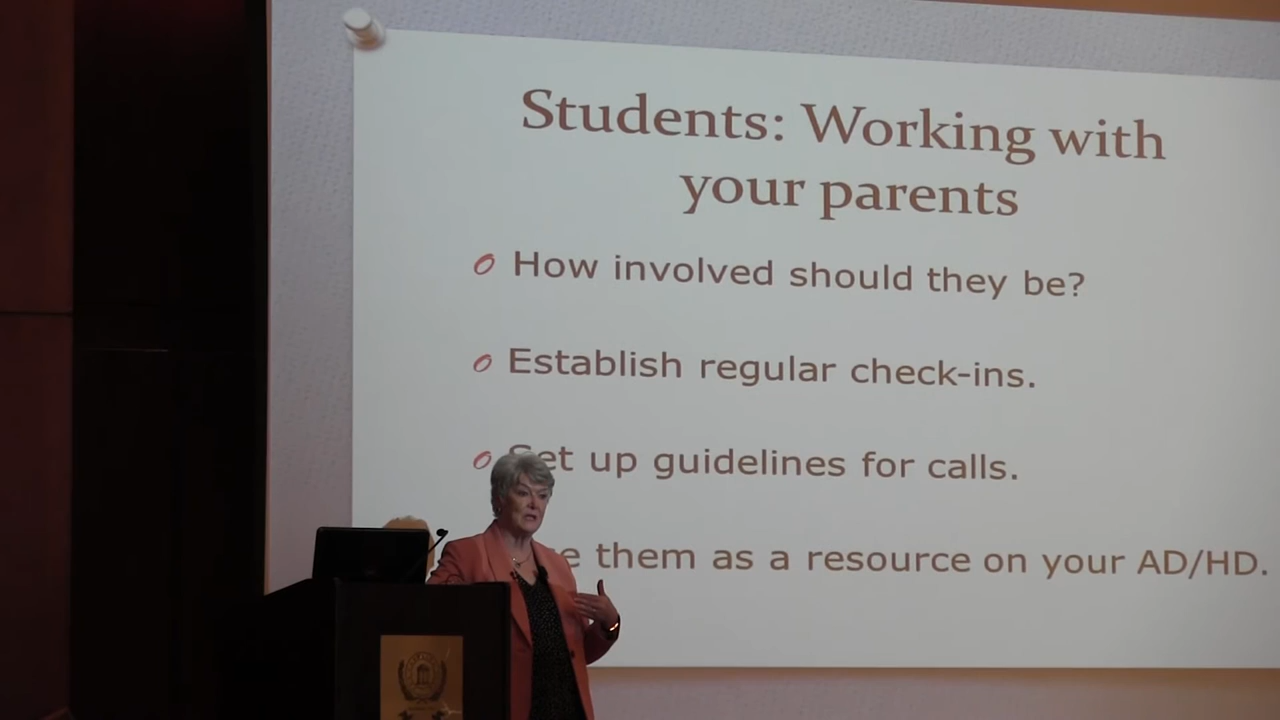 Students: Working with
your parents
How involved should they be?
Establish regular check-ins.
Set up guidelines for calls.
them as a resource on your AD/HD.